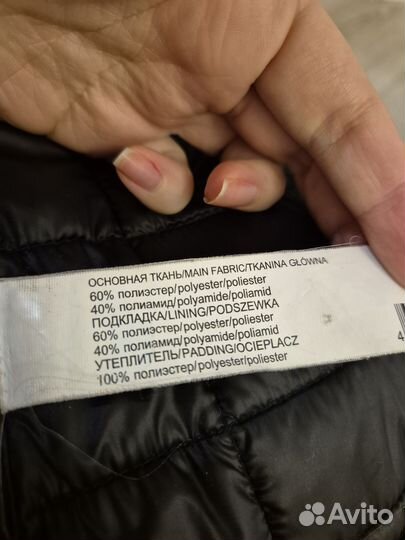 ОСНОВНАЯ ТКАНЬ/MAIN FABRIC/TKANINA GŁÓWNA
60% полиэстер/polyester/poliester
40% полиамид/polyamide/poliamid
ПОДКЛАДКА/LINING/PODSZEWKA
60% полиэстер/polyester/poliester
40% полиамид/polyamide/poliamid
УТЕПЛИТЕЛЬ/PADDING/OCIEPLACZ
100% полиэстер/polyester/poliester
4
Avito